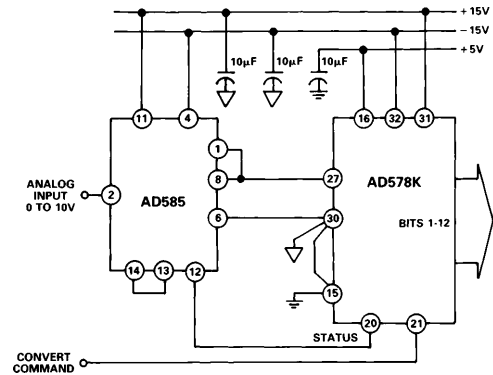 +15V
−15V
+5V
10μF
10μF
10μF
11
4
16
32
31
1
8
27
ANALOG
INPUT
0 TO 10V
2
AD585
AD578K
6
30
BITS 1-12
14
13
12
15
STATUS
20
21
CONVERT
COMMAND